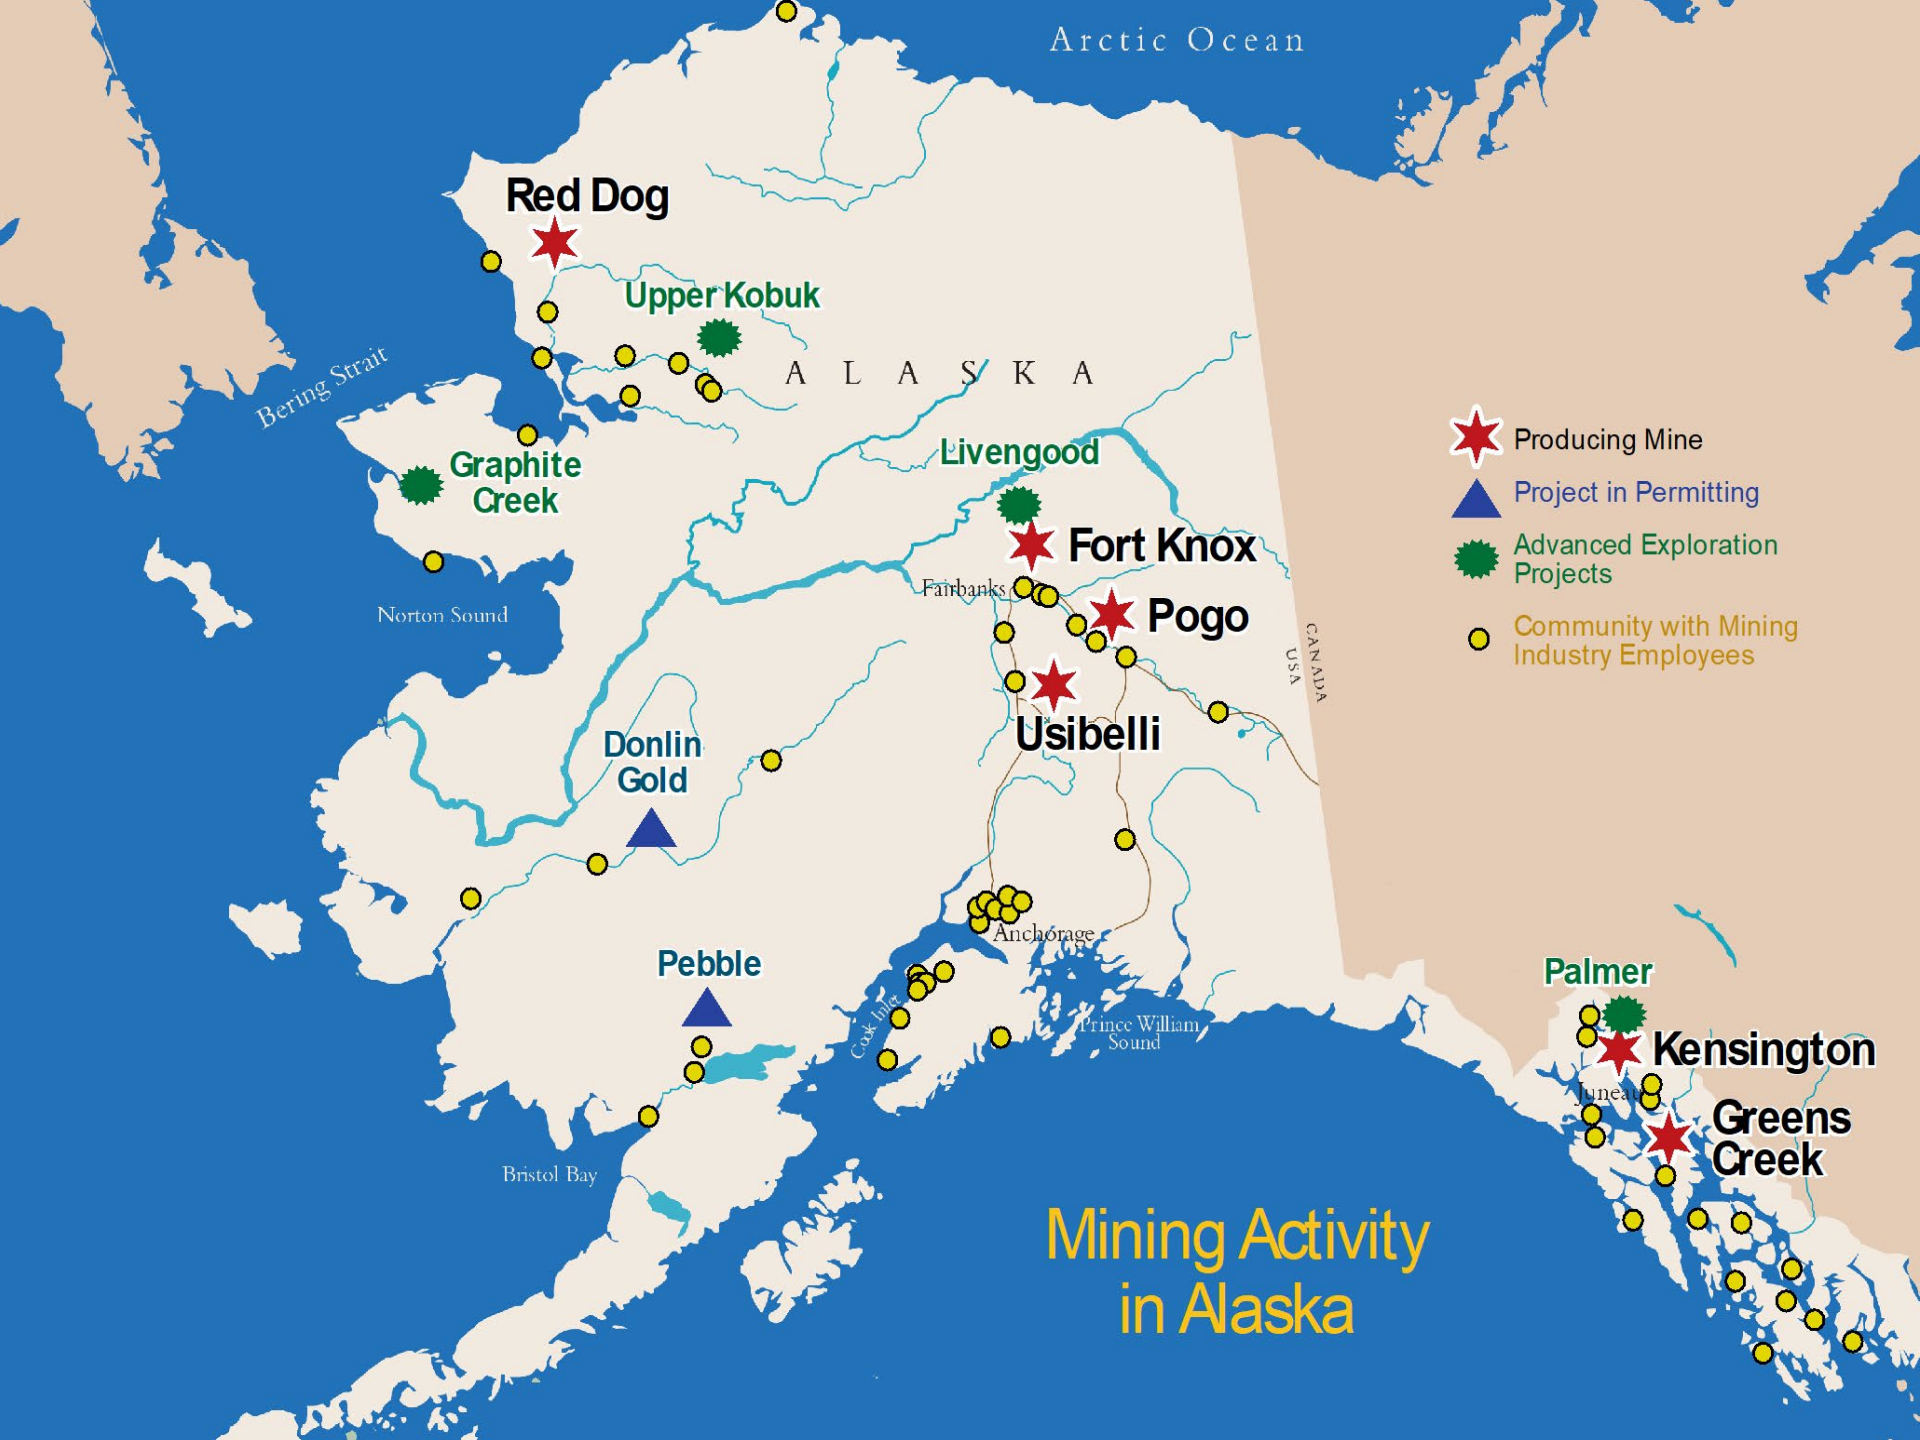 Arctic Ocean
Red Dog
Upper Kobuk
Bering Strait
ALASKA
Graphite
Creek
Livengood
Fort Knox
Fairbanks
Norton Sound
Pogo
CANADA
USA
Usibelli
Donlin
Gold
Producing Mine
Project in Permitting
Advanced Exploration
Projects
Community with Mining
Industry Employees
Anchorage
Pebble
Cook Inlet
Prince William
Sound
Palmer
Kensington
Juneau
Greens
Creek
Bristol Bay
Mining Activity
in Alaska